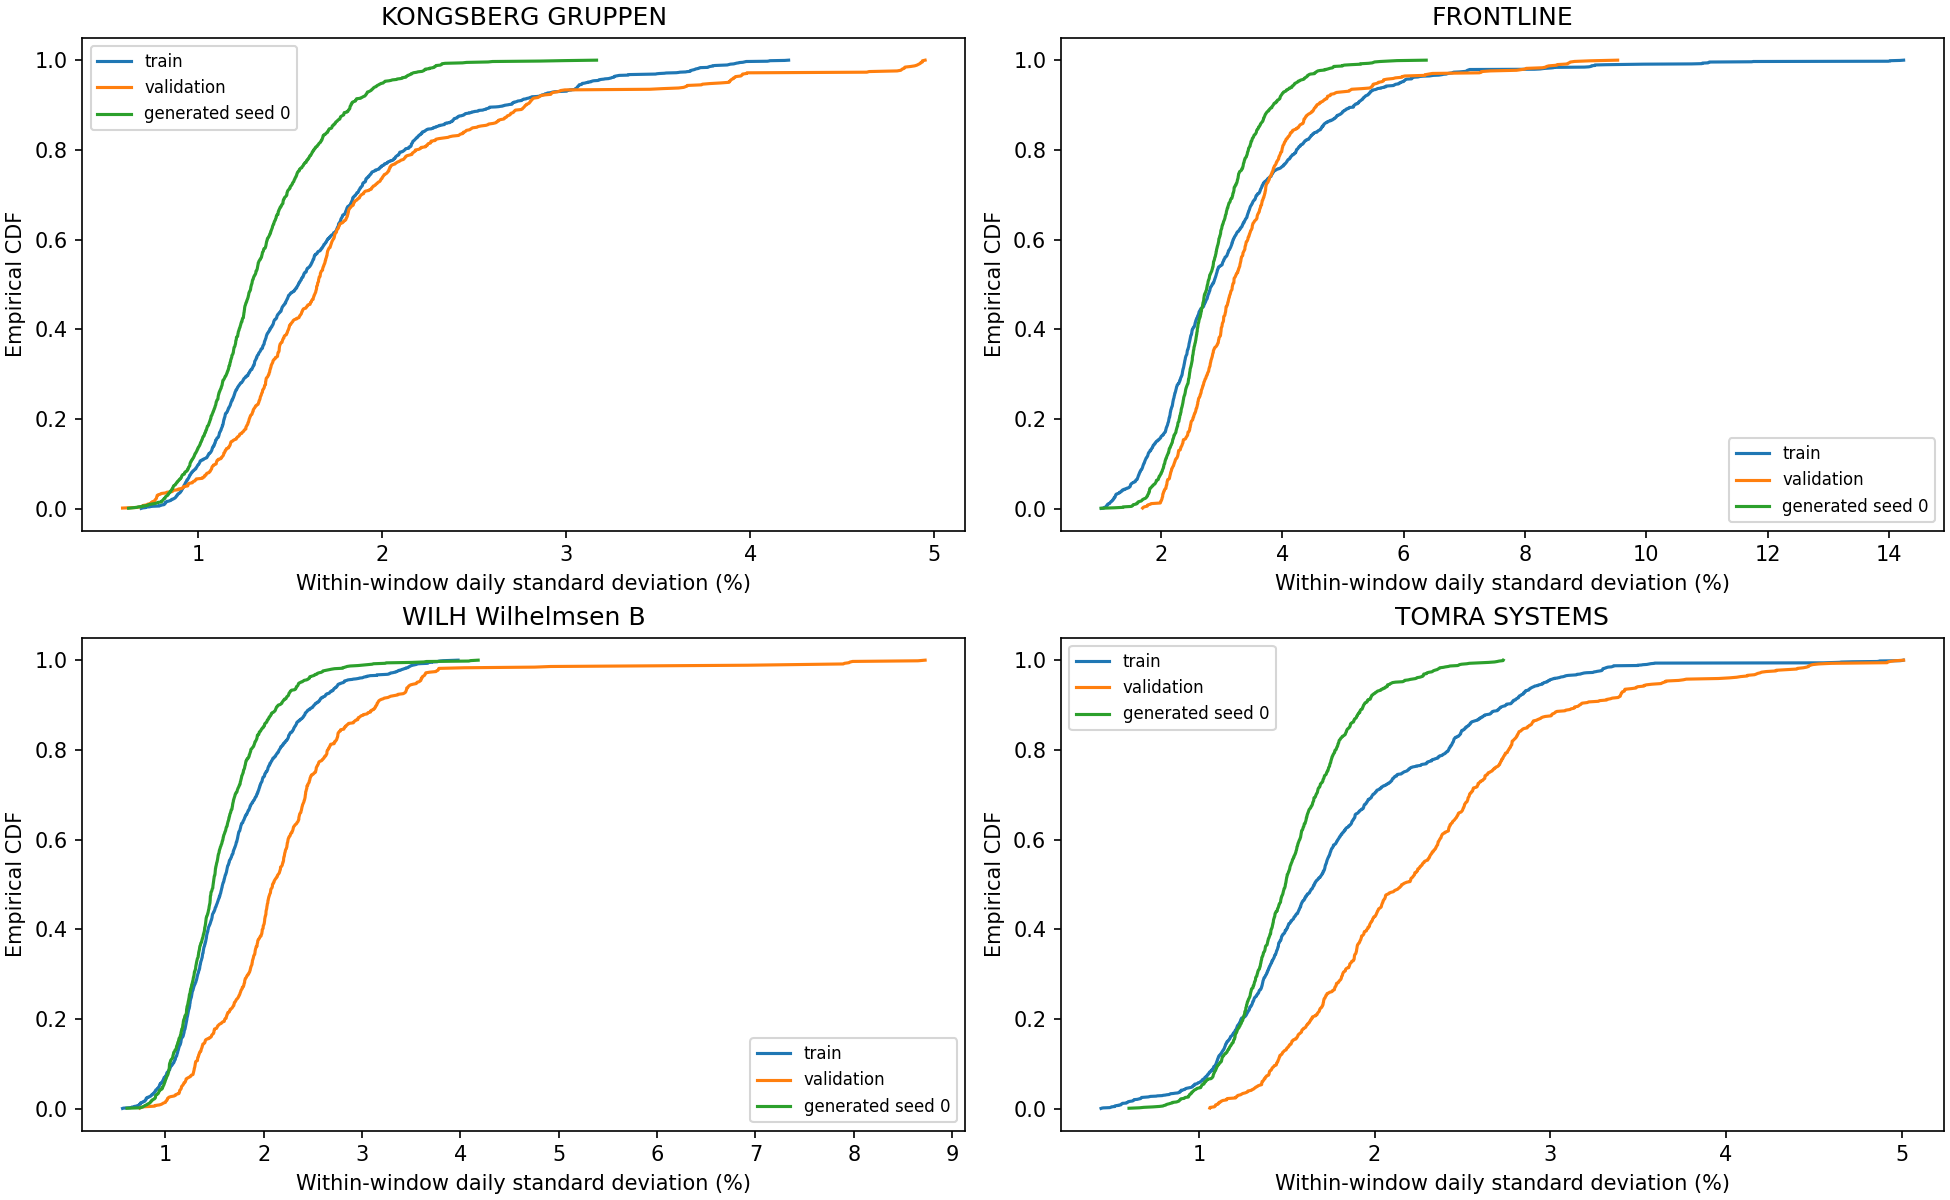 KONGSBERG GRUPPEN
Empirical CDF
1.0
0.8
0.6
0.4
0.2
0.0
train
validation
generated seed 0
1 2 3 4 5
Within-window daily standard deviation (%)
FRONTLINE
Empirical CDF
1.0
0.8
0.6
0.4
0.2
0.0
train
validation
generated seed 0
2 4 6 8 10 12 14
Within-window daily standard deviation (%)
WILH Wilhelmsen B
Empirical CDF
1.0
0.8
0.6
0.4
0.2
0.0
train
validation
generated seed 0
1 2 3 4 5 6 7 8 9
Within-window daily standard deviation (%)
TOMRA SYSTEMS
Empirical CDF
1.0
0.8
0.6
0.4
0.2
0.0
train
validation
generated seed 0
1 2 3 4 5
Within-window daily standard deviation (%)